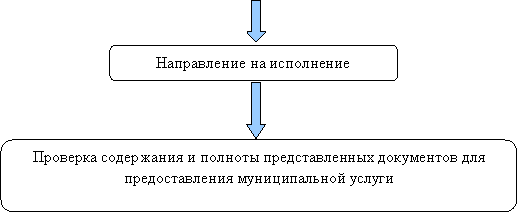 Направление на исполнение
Проверка содержания и полноты представленных документов для
предоставления муниципальной услуги